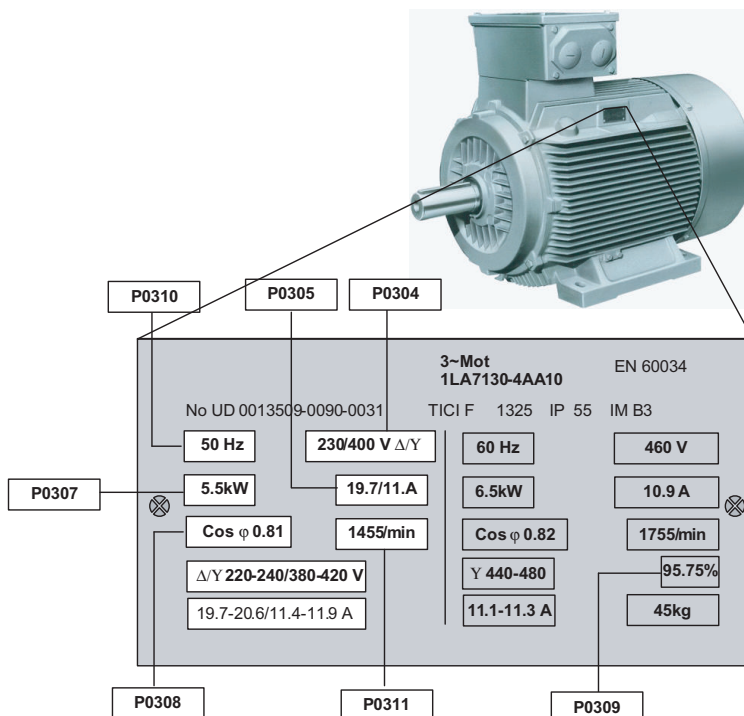 P0310 P0305 P0304
3~Mot EN 60034
1LA7130-4AA10
No UD 0013509-0090-0031 TICI F 1325 IP 55 IM B3
50 Hz 230/400 V Δ/Y 60 Hz 460 V
P0307 5.5kW 19.7/11.A 6.5kW 10.9 A
Cos φ 0.81 1455/min Cos φ 0.82 1755/min
Δ/Y 220-240/380-420 V Y 440-480 95.75%
19.7-20.6/11.4-11.9 A 11.1-11.3 A 45kg
P0308 P0311 P0309